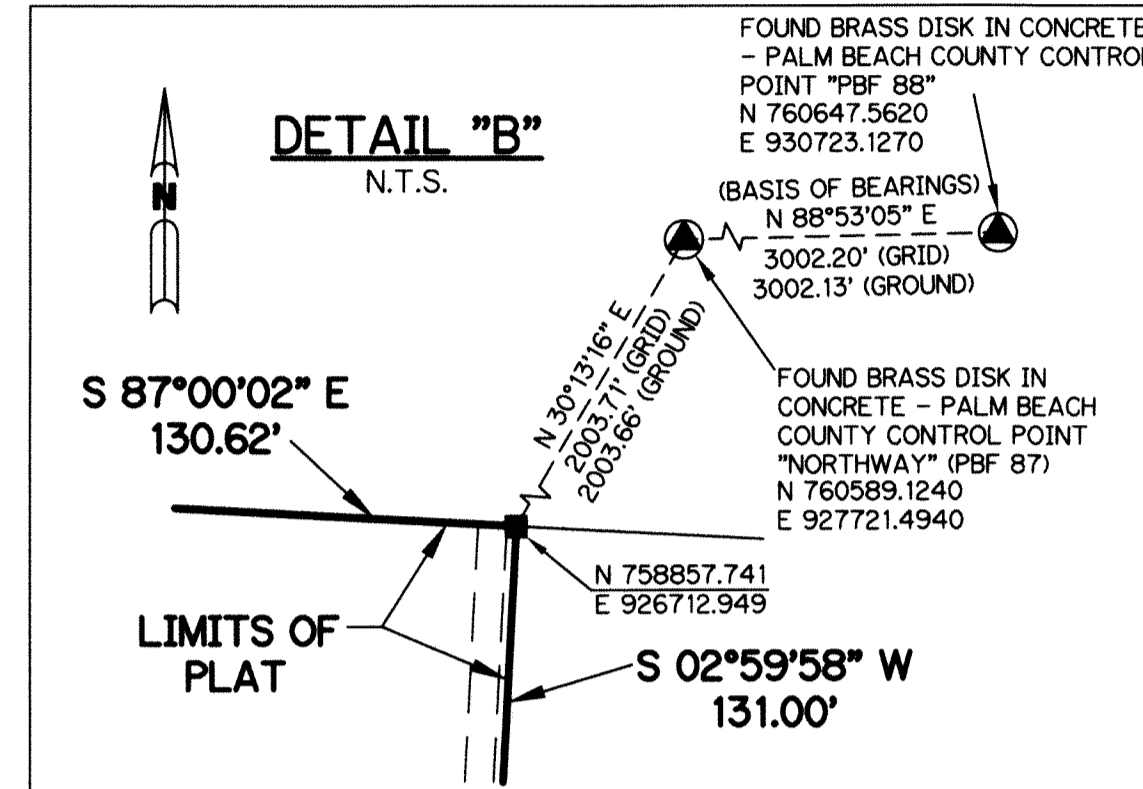 FOUND BRASS DISK IN CONCRETE
- PALM BEACH COUNTY CONTROL
POINT "PBF 88"
N 760647.5620
E 930723.1270
DETAIL "B"
N.T.S.
N
(BASIS OF BEARINGS)
N 88°53'05" E
3002.20' (GRID)
3002.13' (GROUND)
N 30°13'16" E
2003.71' (GRID)
2003.66' (GROUND)
S 87°00'02" E
130.62'
FOUND BRASS DISK IN
CONCRETE - PALM BEACH
COUNTY CONTROL POINT
"NORTHWAY" (PBF 87)
N 760589.1240
E 927721.4940
N 758857.741
E 926712.949
LIMITS OF
PLAT
S 02°59'58" W
131.00'